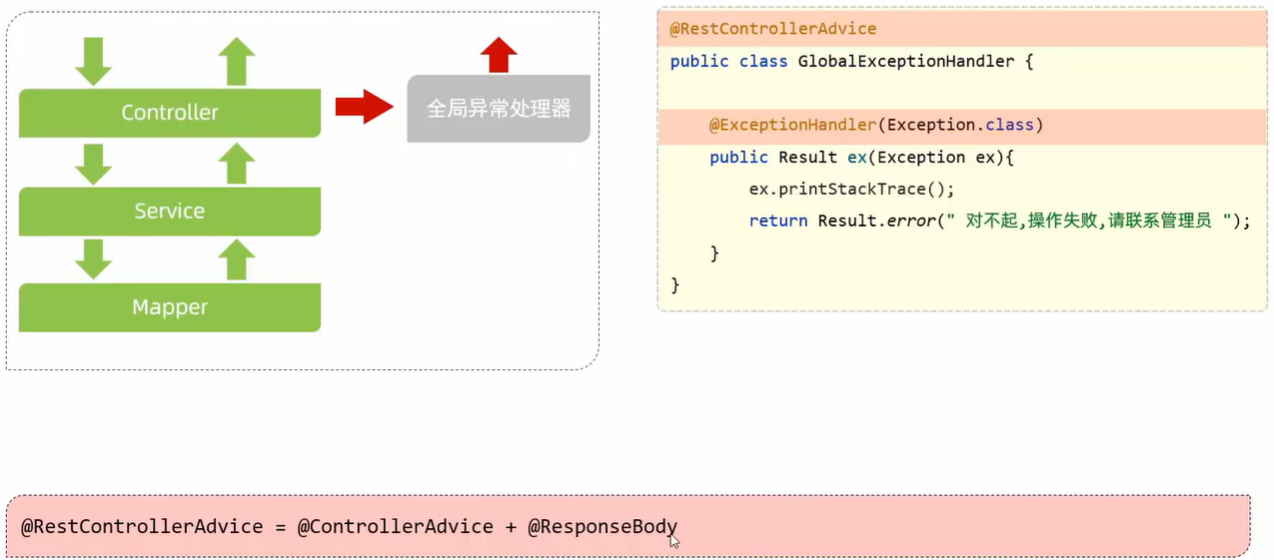 Controller
全局异常处理器
Service
Mapper
@RestControllerAdvice
public class GlobalExceptionHandler {
@ExceptionHandler(Exception.class)
public Result ex(Exception ex){
ex.printStackTrace();
return Result.error(" 对不起,操作失败,请联系管理员 ");
}
}
@RestControllerAdvice = @ControllerAdvice + @ResponseBody